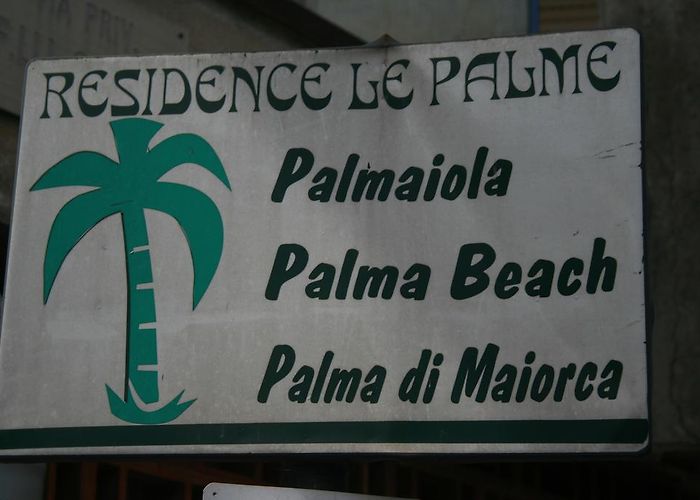 RESIDENCE LE PALME
Palmaiola
Palma Beach
Palma di Maiorca